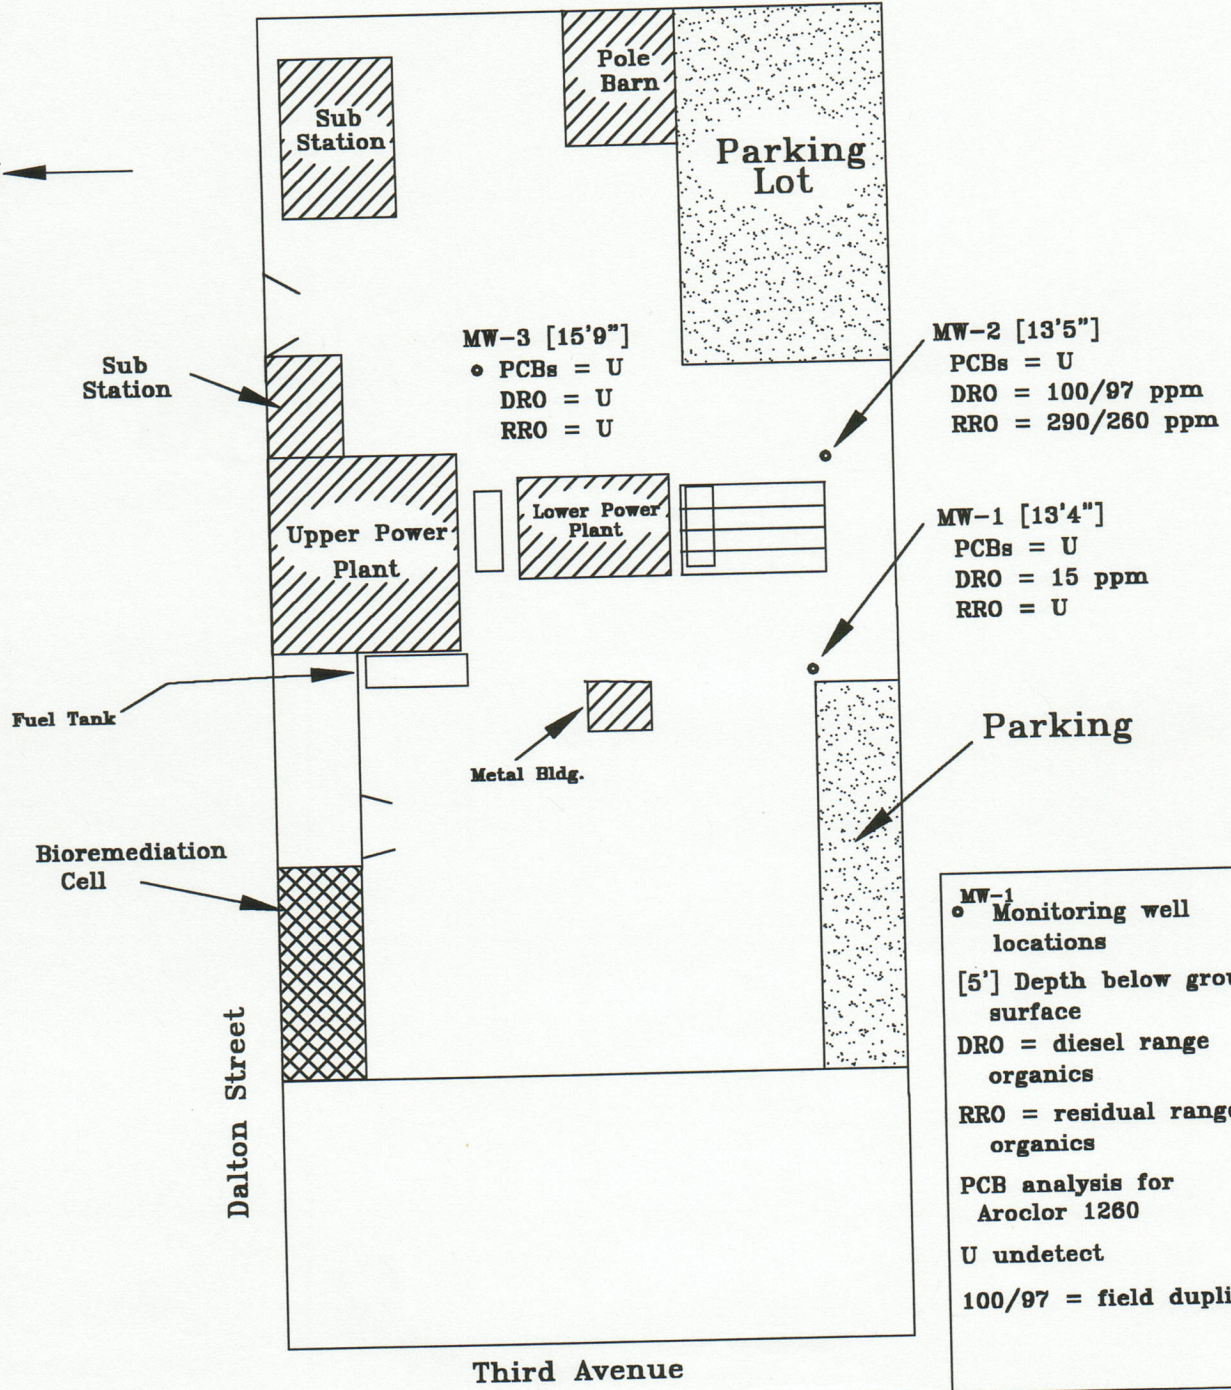 Pole
Barn
Sub
Station
Parking
Lot
MW-3 [15'9"]
PCBs = U
DRO = U
RRO = U
MW-2 [13'5"]
PCBs = U
DRO = 100/97 ppm
RRO = 290/260 ppm
Sub
Station
Upper Power
Plant
Lower Power
Plant
MW-1 [13'4"]
PCBs = U
DRO = 15 ppm
RRO = U
Fuel Tank
Metal Bldg.
Parking
Bioremediation
Cell
MW-1
Monitoring well
locations
[5'] Depth below
surface
DRO = diesel range
organics
RRO = residual range
organics
PCB analysis for
Aroclor 1260
U undetect
100/97 = field
Dalton Street
Third Avenue